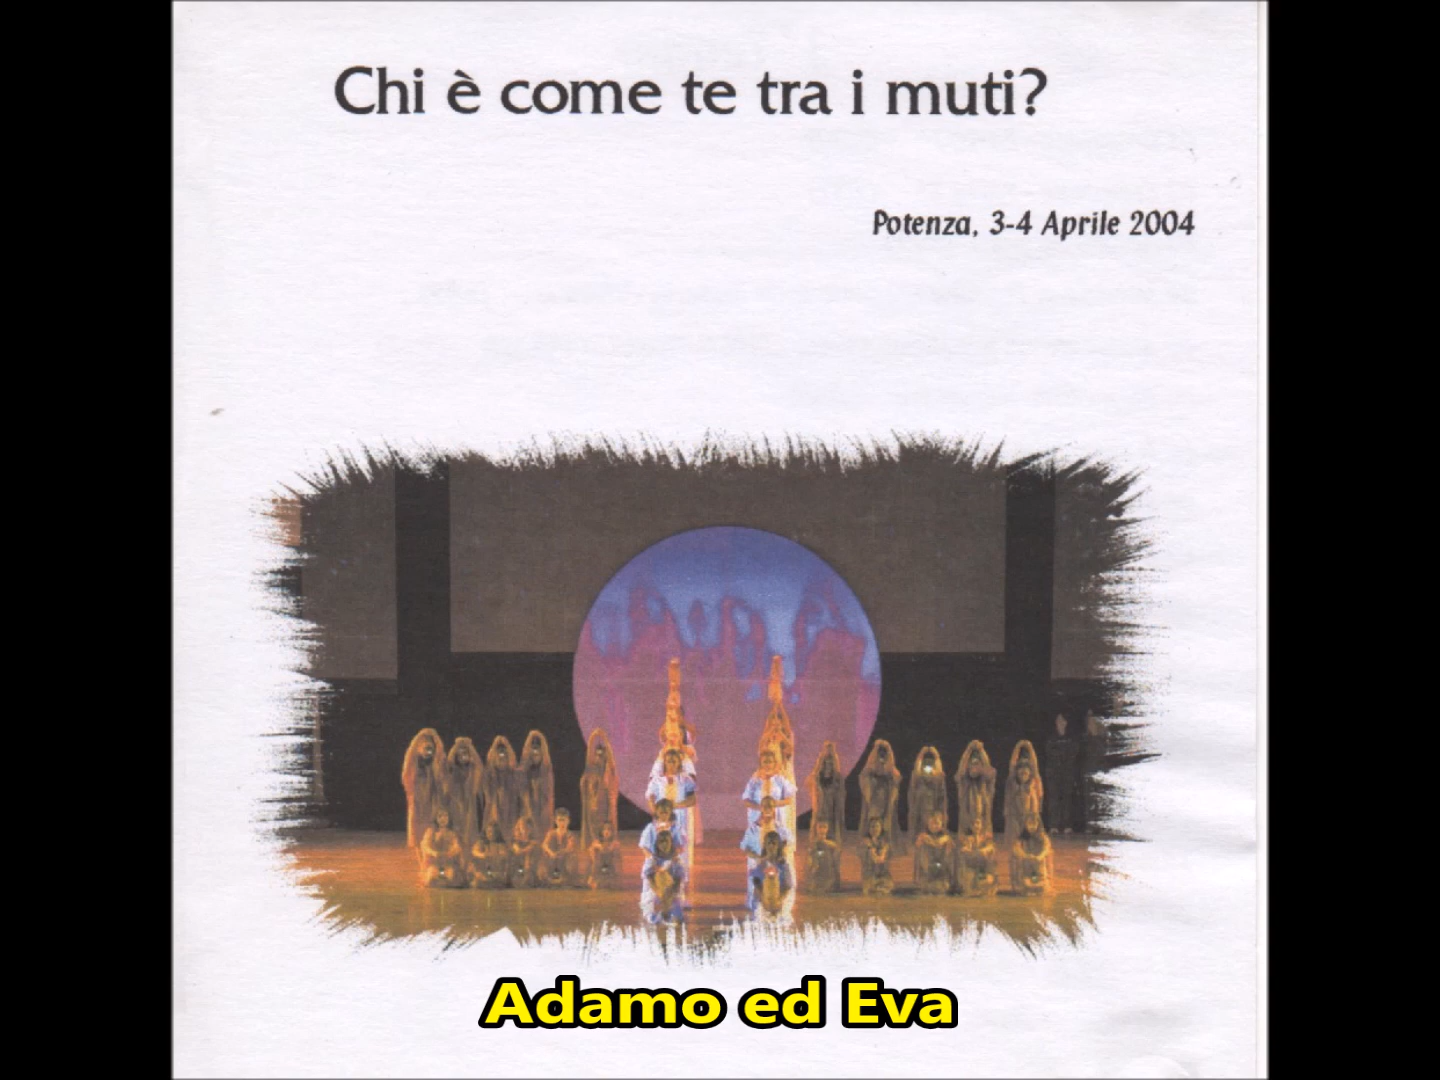 Chi è come te tra i muti?
Potenza, 3-4 Aprile 2004
Adamo ed Eva